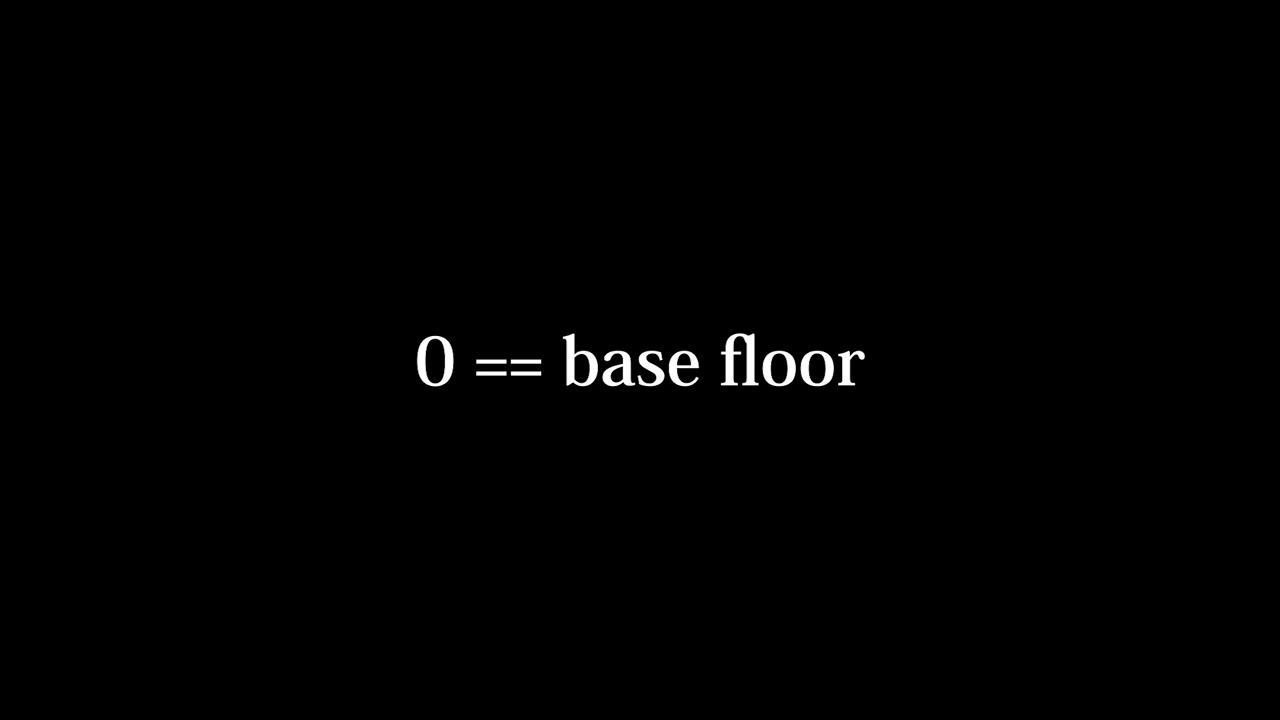 0 == base floor